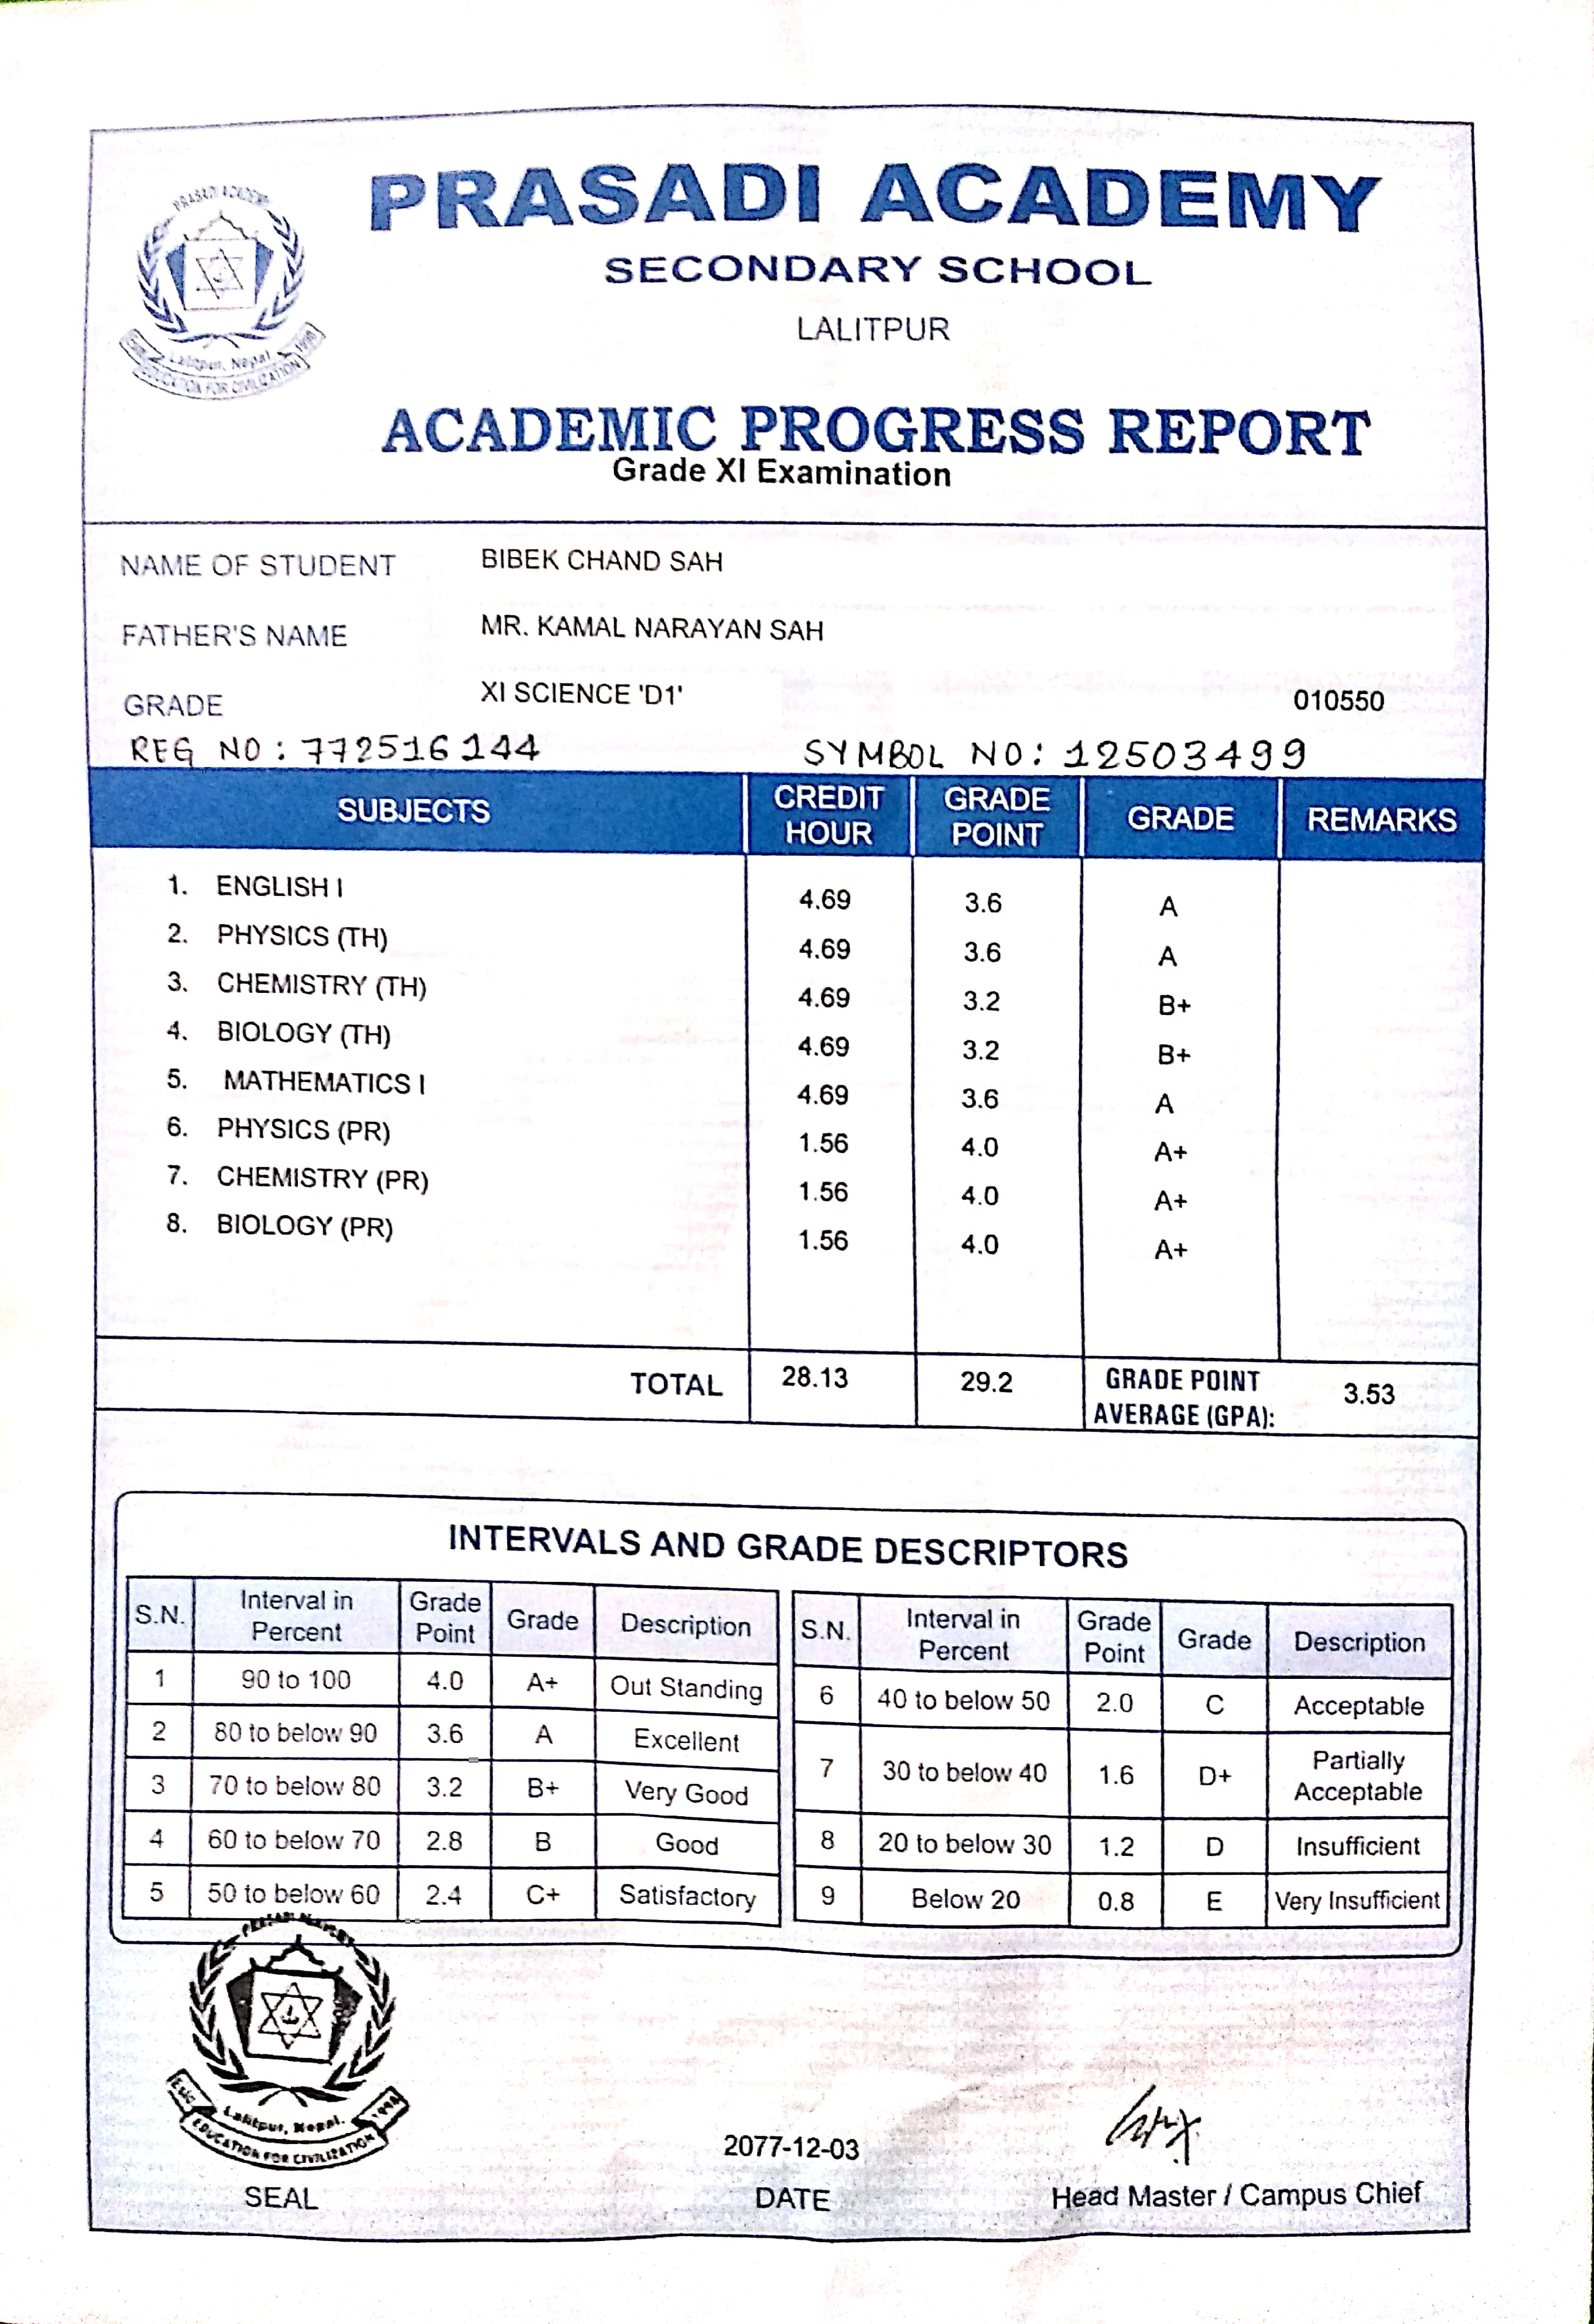 PRASADI ACADEMY
PRASADI ACADEMY
SECONDARY SCHOOL
LALITPUR
Lalitpur, Nepal
1998
EDUCATION FOR CIVILIZATION
ACADEMIC PROGRESS REPORT
Grade XI Examination
NAME OF STUDENT BIBEK CHAND SAH
FATHER'S NAME MR. KAMAL NARAYAN SAH
GRADE XI SCIENCE 'D1' 010550
REG NO : 772516144 SYMBOL NO: 12503499
SUBJECTS CREDIT HOUR GRADE POINT GRADE REMARKS
1. ENGLISH I 4.69 3.6 A
2. PHYSICS (TH) 4.69 3.6 A
3. CHEMISTRY (TH) 4.69 3.2 B+
4. BIOLOGY (TH) 4.69 3.2 B+
5. MATHEMATICS I 4.69 3.6 A
6. PHYSICS (PR) 1.56 4.0 A+
7. CHEMISTRY (PR) 1.56 4.0 A+
8. BIOLOGY (PR) 1.56 4.0 A+
TOTAL 28.13 29.2 GRADE POINT AVERAGE (GPA): 3.53
INTERVALS AND GRADE DESCRIPTORS
S.N. Interval in Percent Grade Point Grade Description S.N. Interval in Percent Grade Point Grade Description
1 90 to 100 4.0 A+ Out Standing 6 40 to below 50 2.0 C Acceptable
2 80 to below 90 3.6 A Excellent 7 30 to below 40 1.6 D+ Partially Acceptable
3 70 to below 80 3.2 B+ Very Good
4 60 to below 70 2.8 B Good 8 20 to below 30 1.2 D Insufficient
5 50 to below 60 2.4 C+ Satisfactory 9 Below 20 0.8 E Very Insufficient
PRASADI ACADEMY
Lalitpur, Nepal.
Estd. 1998
EDUCATION FOR CIVILIZATION
2077-12-03
SEAL DATE Head Master / Campus Chief